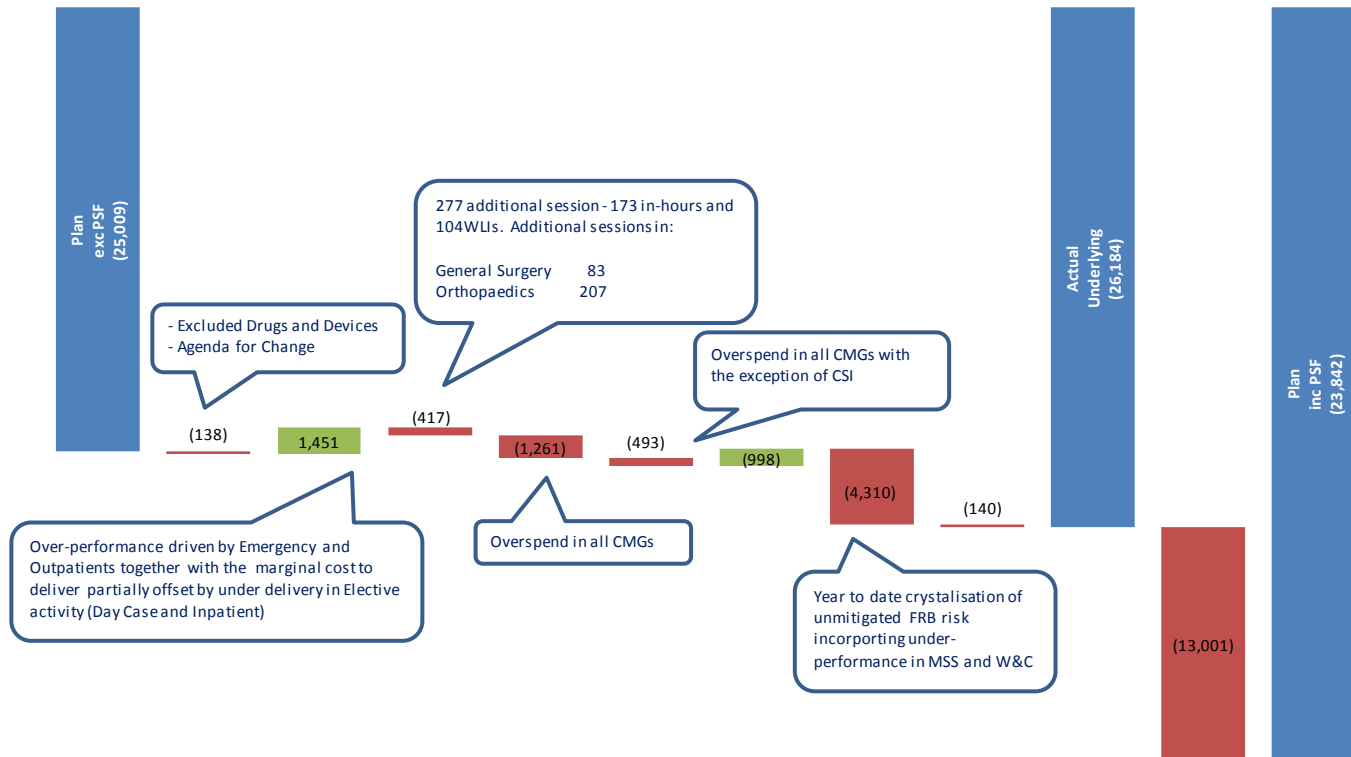 Plan
exc PSF
(25,009)
277 additional session - 173 in-hours and
104WLIs. Additional sessions in:
General Surgery 83
Orthopaedics 207
- Excluded Drugs and Devices
- Agenda for Change
Overspend in all CMGs with
the exception of CSI
(138)
1,451
(417)
(1,261)
(493)
(998)
(4,310)
(140)
Over-performance driven by Emergency and
Outpatients together with the marginal cost to
deliver partially offset by under delivery in Elective
activity (Day Case and Inpatient)
Overspend in all CMGs
Year to date crystalisation of
unmitigated FRB risk
incorporting under-
performance in MSS and W&C
Actual
Underlying
(26,184)
(13,001)
Plan
inc PSF
(23,842)